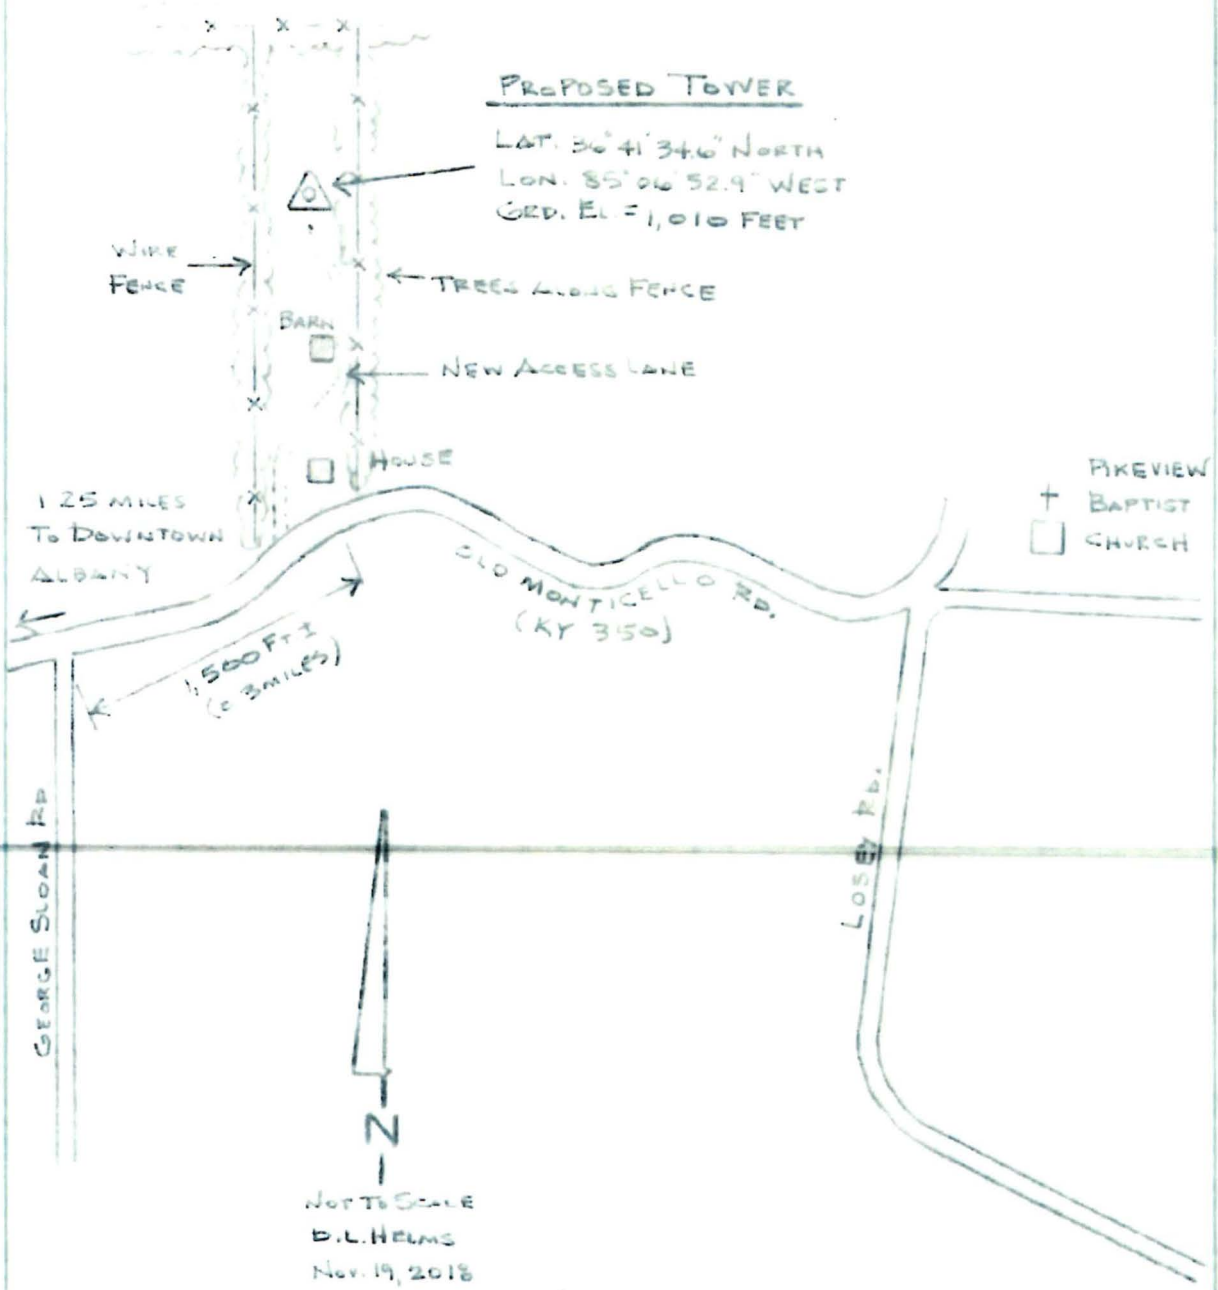 PROPOSED TOWER
LAT. 36°41'34.6" NORTH
LON. 85°06'52.9" WEST
GRD. EL = 1,010 FEET
WIRE
FENCE
TREES ALONG FENCE
BARN
NEW ACCESS LANE
HOUSE
1.25 MILES
TO DOWNTOWN
ALBANY
PIKEVIEW
BAPTIST
CHURCH
OLD MONTICELLO RD.
(KY 350)
1,500 FT ±
(0.3 MILES)
GEORGE SLOAN RD
LOSEY RD.
N
NOT TO SCALE
D.L. HELMS
NOV. 19, 2018